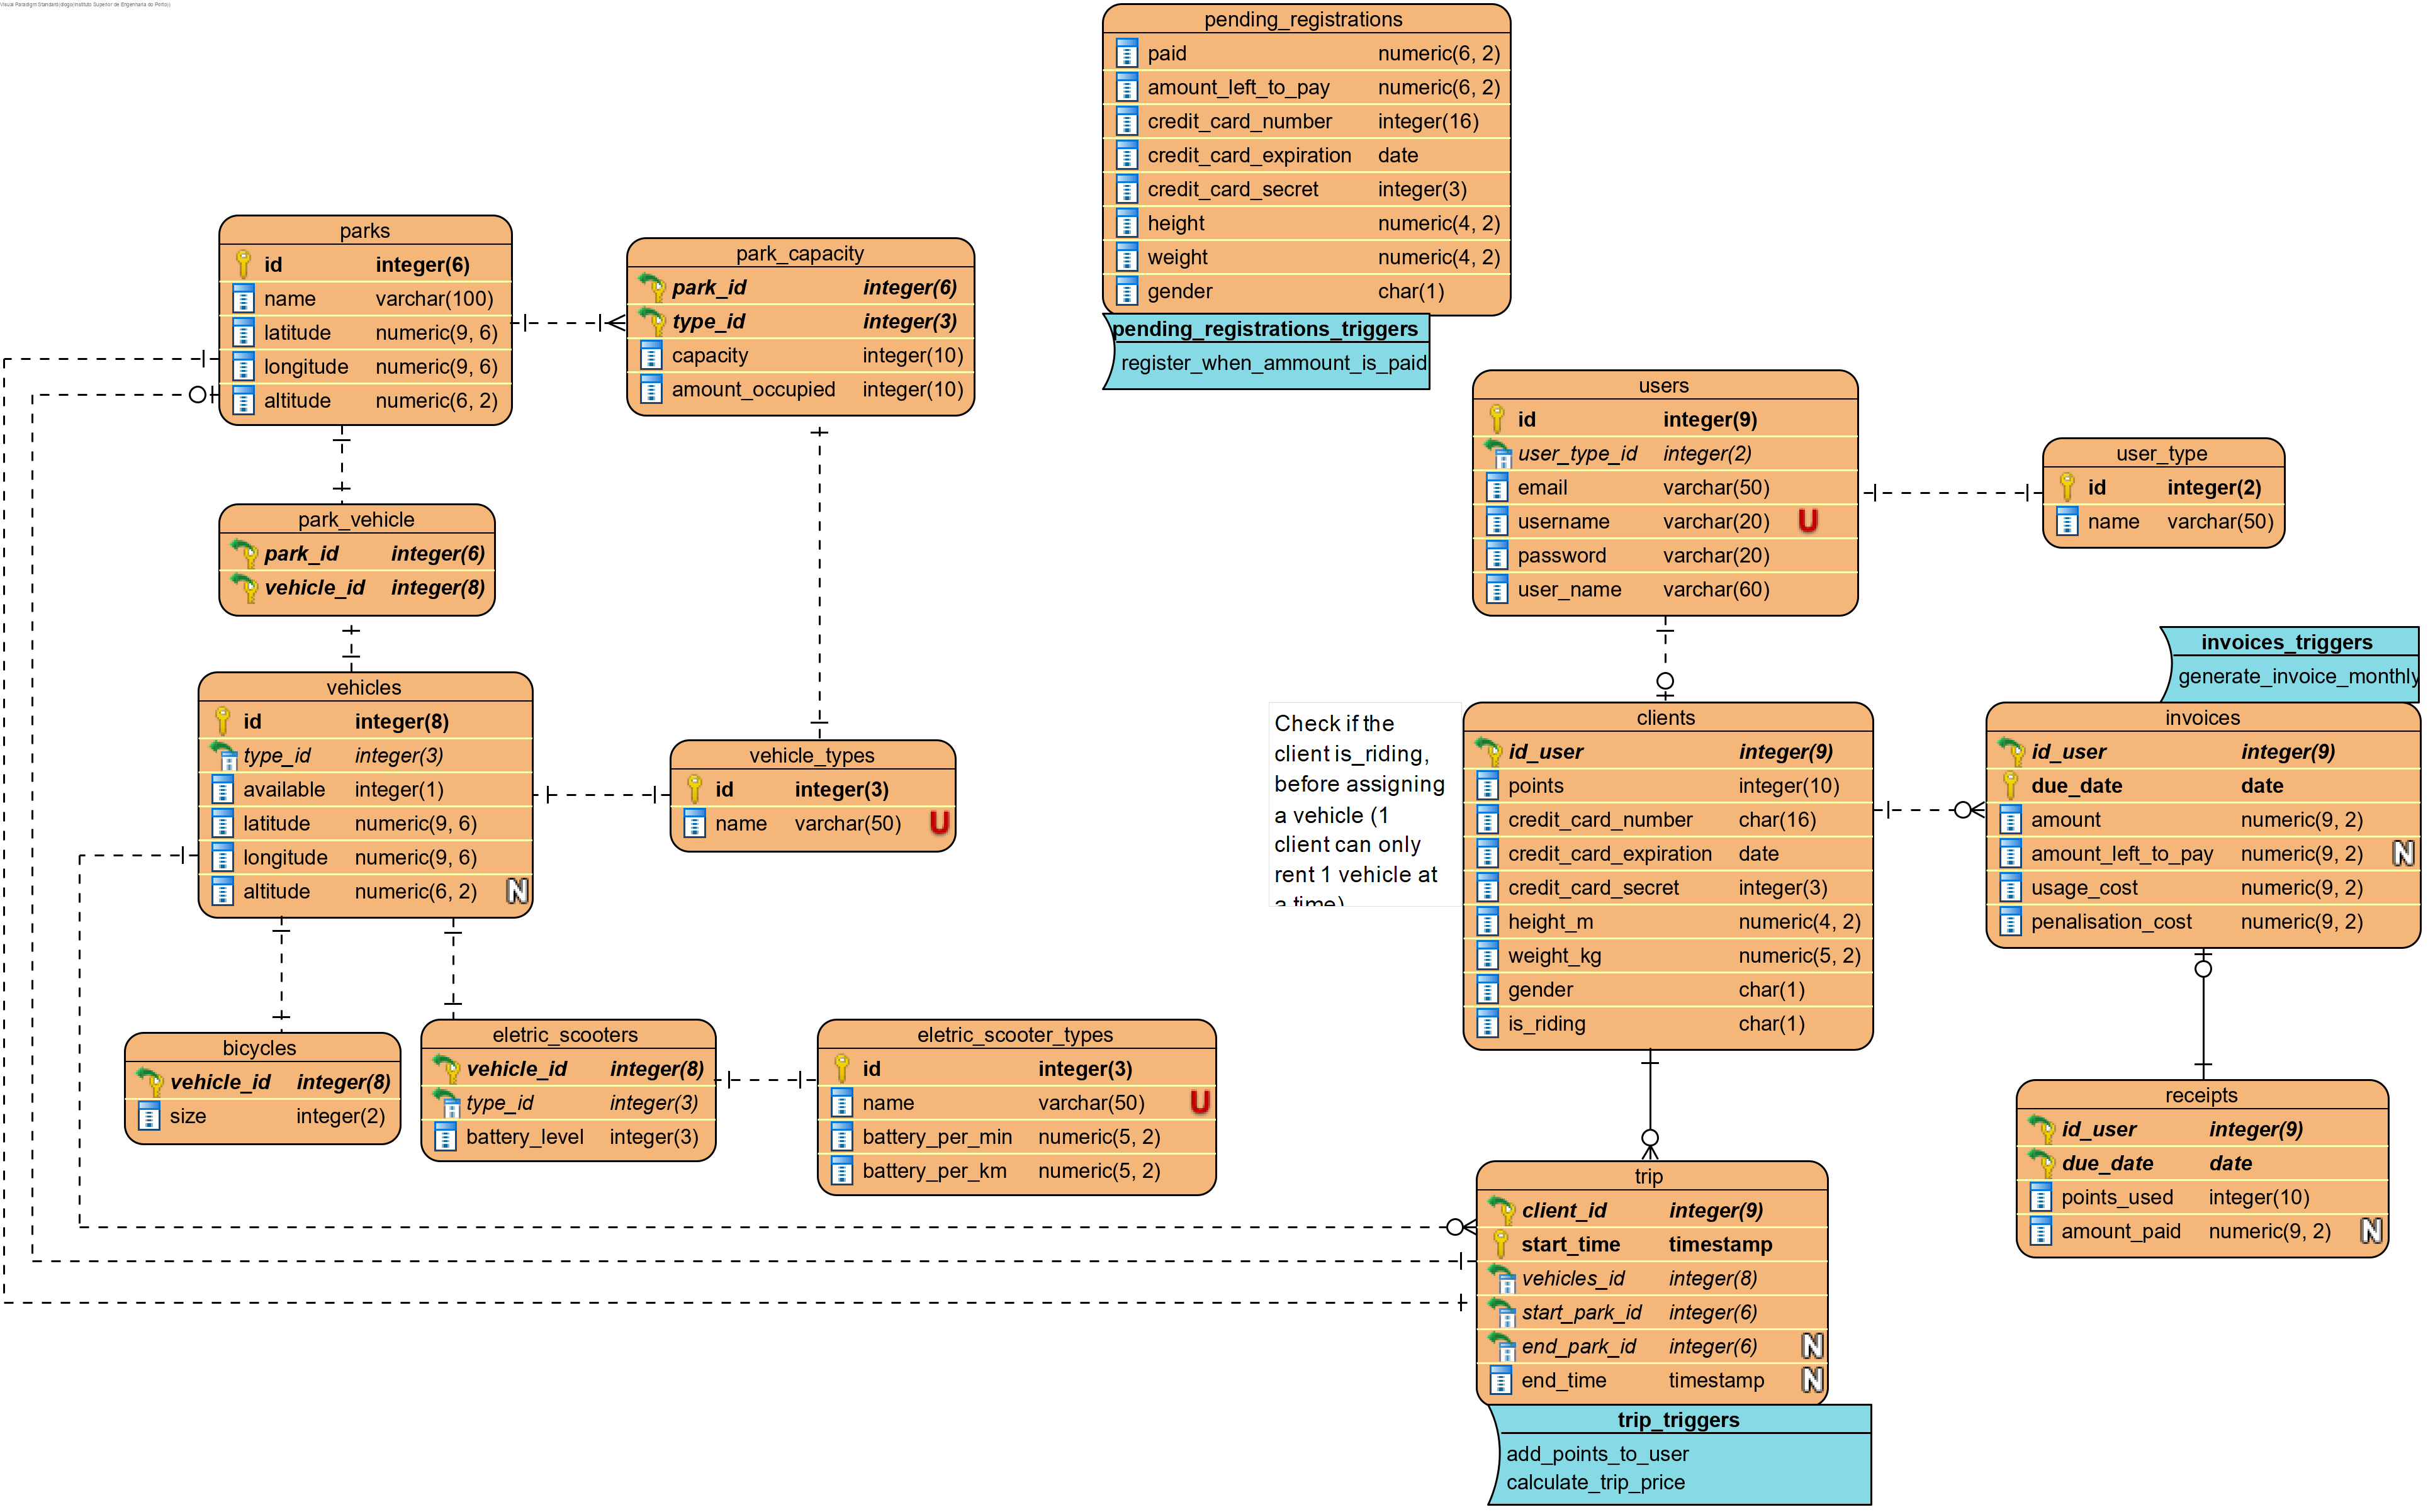 Visual Paradigm Standard(diogo(Instituto Superior de Engenharia do Porto))
pending_registrations
paid numeric(6, 2)
amount_left_to_pay numeric(6, 2)
credit_card_number integer(16)
credit_card_expiration date
credit_card_secret integer(3)
height numeric(4, 2)
weight numeric(4, 2)
gender char(1)
pending_registrations_triggers
register_when_ammount_is_paid
parks
id integer(6)
name varchar(100)
latitude numeric(9, 6)
longitude numeric(9, 6)
altitude numeric(6, 2)
park_capacity
park_id integer(6)
type_id integer(3)
capacity integer(10)
amount_occupied integer(10)
users
id integer(9)
user_type_id integer(2)
email varchar(50)
username varchar(20) U
password varchar(20)
user_name varchar(60)
user_type
id integer(2)
name varchar(50)
park_vehicle
park_id integer(6)
vehicle_id integer(8)
vehicles
id integer(8)
type_id integer(3)
available integer(1)
latitude numeric(9, 6)
longitude numeric(9, 6)
altitude numeric(6, 2) N
vehicle_types
id integer(3)
name varchar(50) U
Check if the
client is_riding,
before assigning
a vehicle (1
client can only
rent 1 vehicle at
a time)
clients
id_user integer(9)
points integer(10)
credit_card_number char(16)
credit_card_expiration date
credit_card_secret integer(3)
height_m numeric(4, 2)
weight_kg numeric(5, 2)
gender char(1)
is_riding char(1)
invoices_triggers
generate_invoice_monthly
invoices
id_user integer(9)
due_date date
amount numeric(9, 2)
amount_left_to_pay numeric(9, 2) N
usage_cost numeric(9, 2)
penalisation_cost numeric(9, 2)
bicycles
vehicle_id integer(8)
size integer(2)
eletric_scooters
vehicle_id integer(8)
type_id integer(3)
battery_level integer(3)
eletric_scooter_types
id integer(3)
name varchar(50) U
battery_per_min numeric(5, 2)
battery_per_km numeric(5, 2)
receipts
id_user integer(9)
due_date date
points_used integer(10)
amount_paid numeric(9, 2) N
trip
client_id integer(9)
start_time timestamp
vehicles_id integer(8)
start_park_id integer(6)
end_park_id integer(6) N
end_time timestamp N
trip_triggers
add_points_to_user
calculate_trip_price